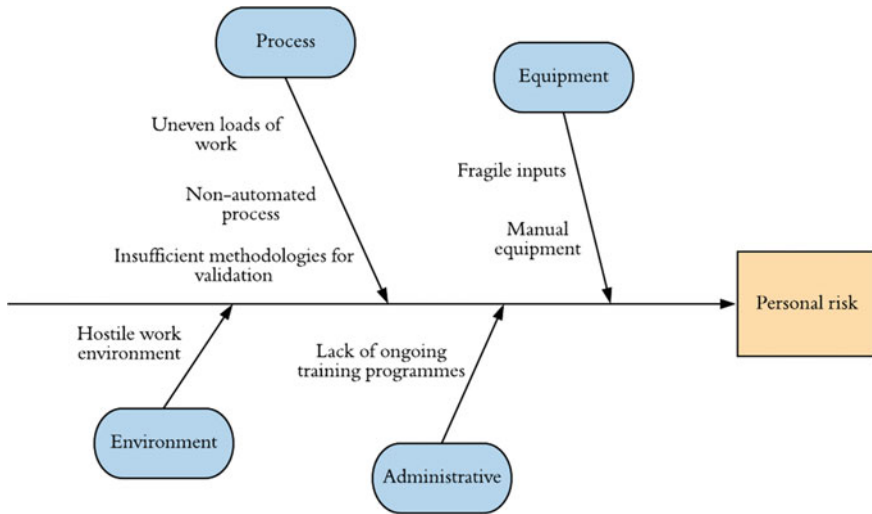 Process
Equipment
Uneven loads of
work
Fragile inputs
Non-automated
process
Manual
equipment
Insufficient methodologies for
validation
Personal risk
Hostile work
environment
Lack of ongoing
training programmes
Environment
Administrative